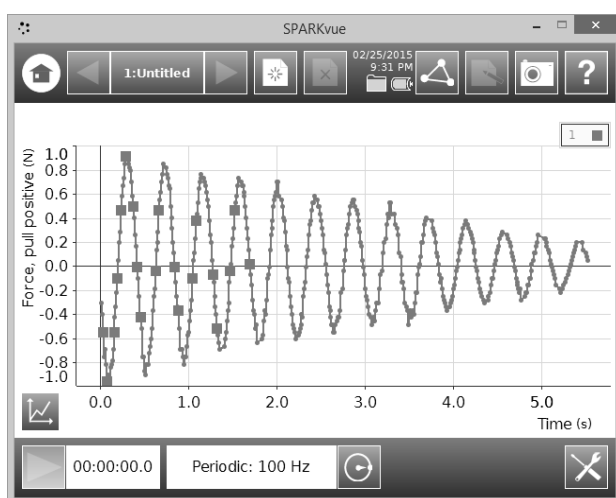 SPARKvue
1:Untitled
02/25/2015
9:31 PM
?
1
Force, pull positive (N)
1.0
0.8
0.6
0.4
0.2
0.0
-0.2
-0.4
-0.6
-0.8
-1.0
0.0 1.0 2.0 3.0 4.0 5.0
Time (s)
00:00:00.0 Periodic: 100 Hz